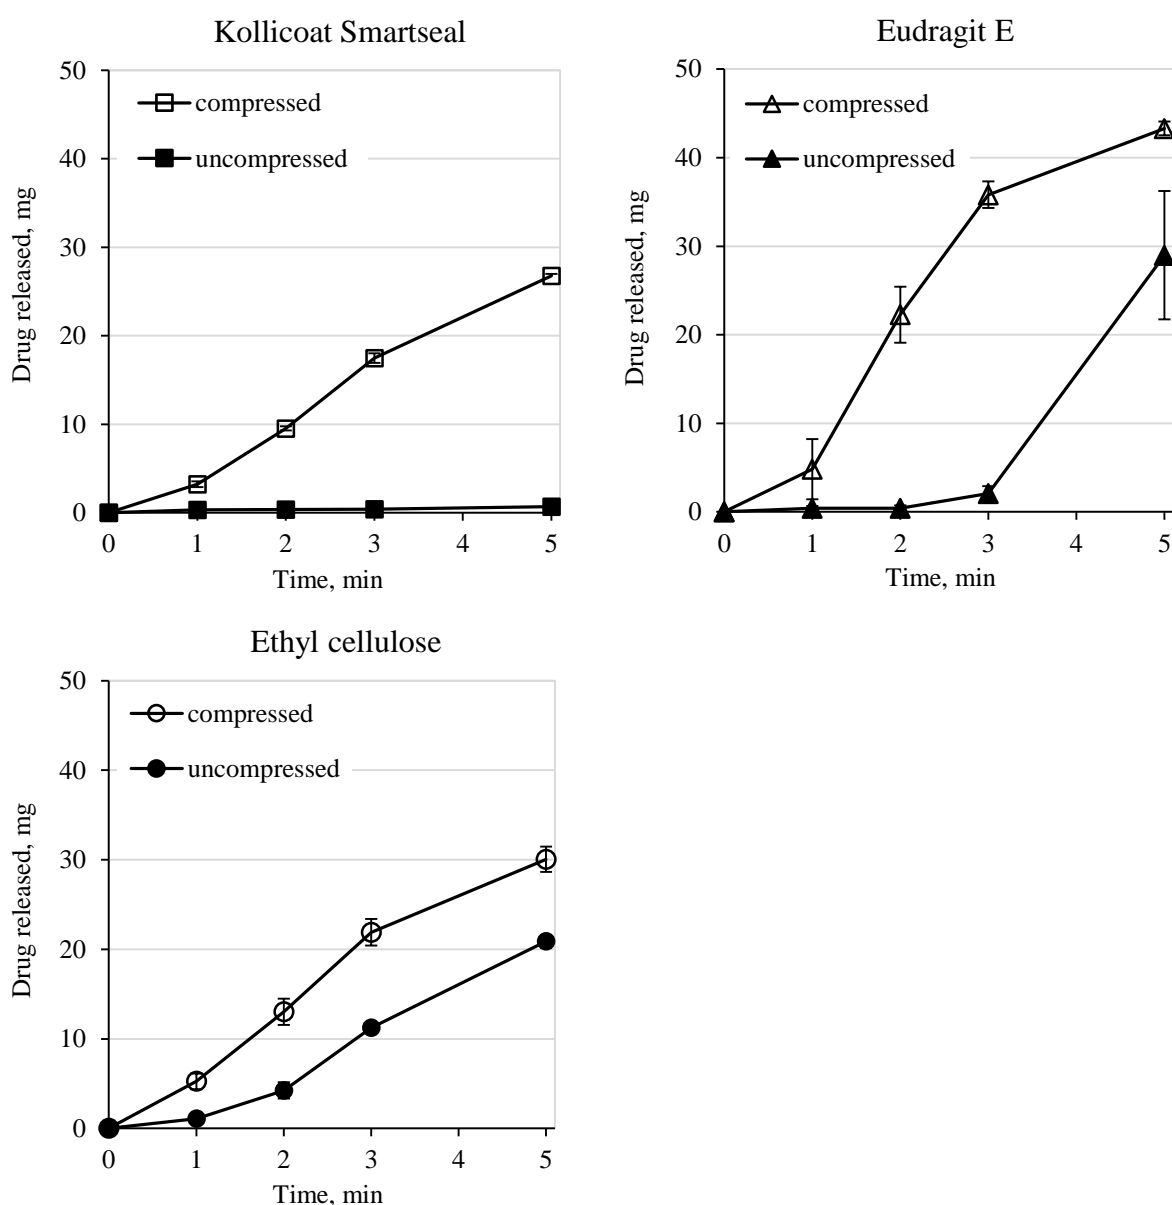 Kollicoat Smartseal
50
40
30
20
10
0
compressed
uncompressed
Drug released, mg
0 1 2 3 4 5
Time, min
Eudragit E
50
40
30
20
10
0
compressed
uncompressed
Drug released, mg
0 1 2 3 4 5
Time, min
Ethyl cellulose
50
40
30
20
10
0
compressed
uncompressed
Drug released, mg
0 1 2 3 4 5
Time, min